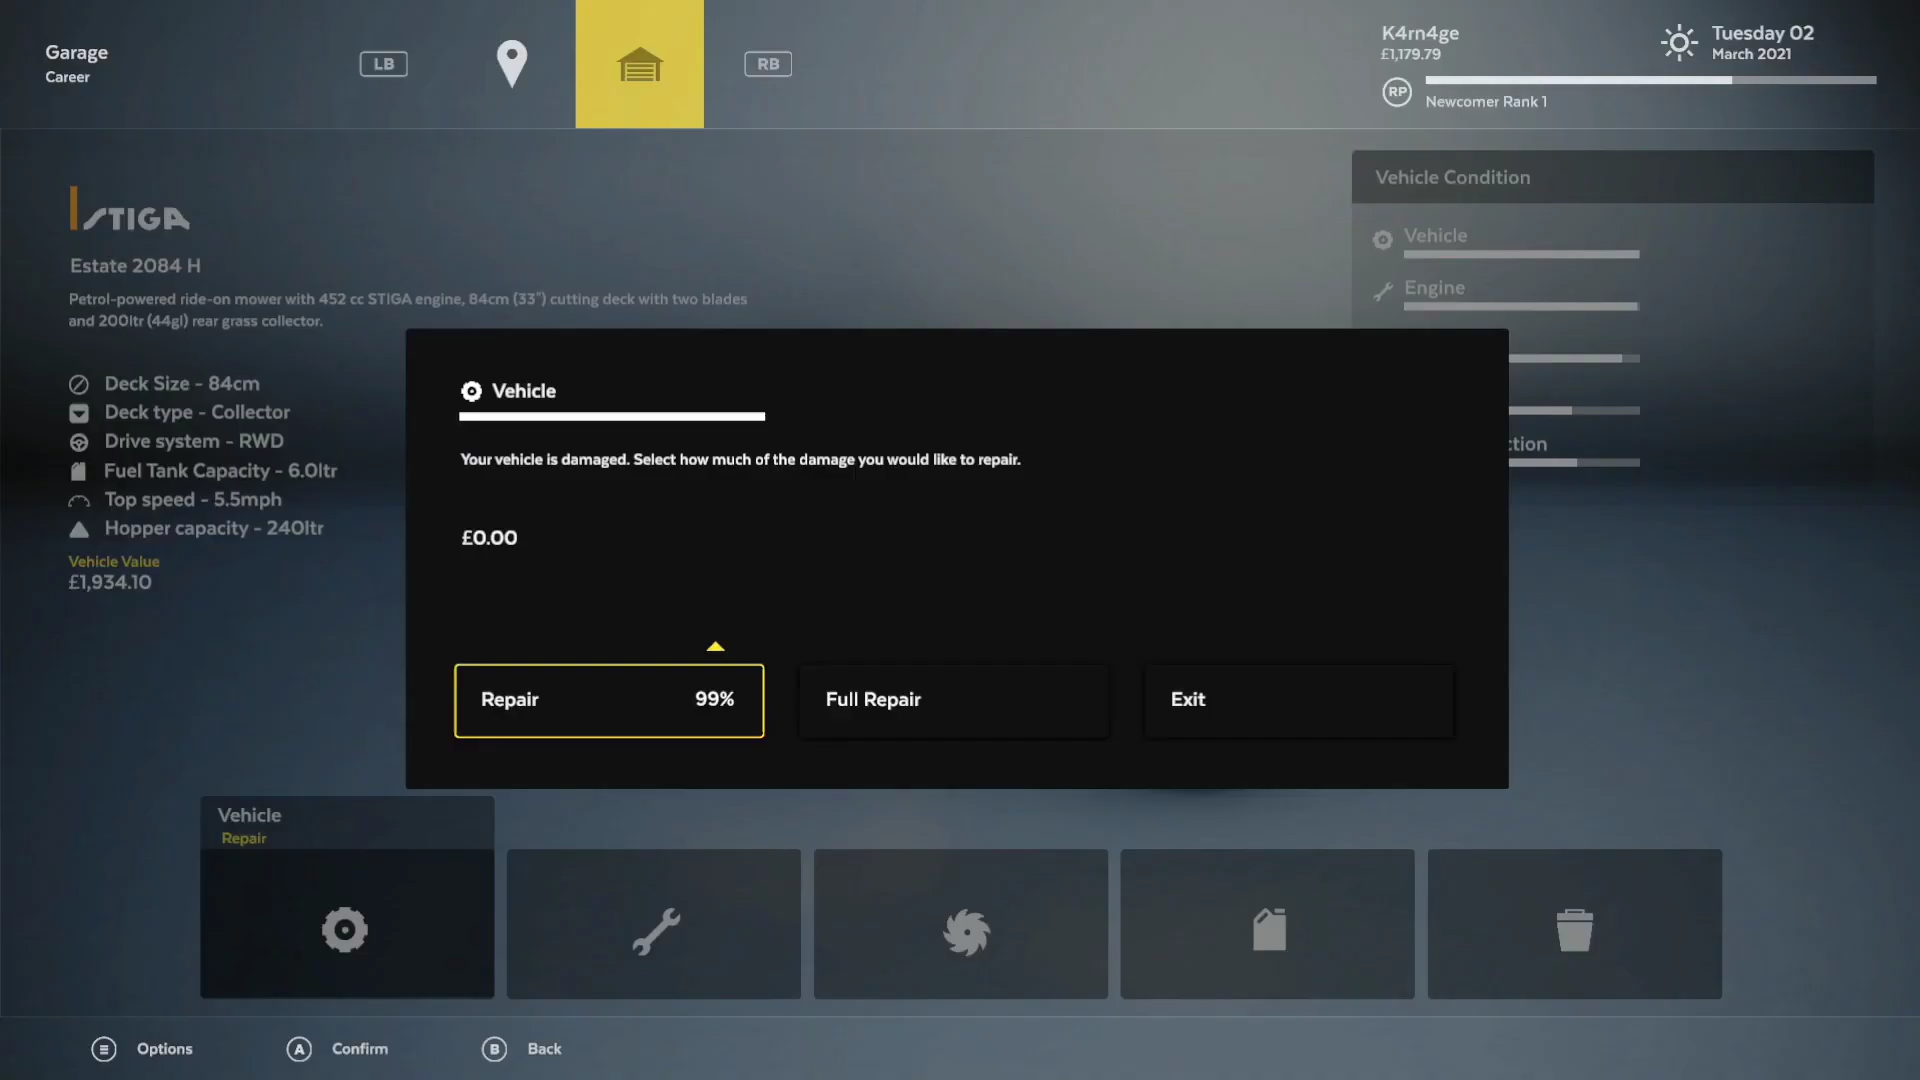 Garage
Career
LB
RB
K4rn4ge
£1,179.79
RP
Newcomer Rank 1
Tuesday 02
March 2021
STIGA
Estate 2084 H
Petrol-powered ride-on mower with 452 cc STIGA engine, 84cm (33") cutting deck with two blades
and 200ltr (44gl) rear grass collector.
Deck Size - 84cm
Deck type - Collector
Drive system - RWD
Fuel Tank Capacity - 6.0ltr
Top speed - 5.5mph
Hopper capacity - 240ltr
Vehicle Value
£1,934.10
Vehicle Condition
Vehicle
Engine
ction
Vehicle
Your vehicle is damaged. Select how much of the damage you would like to repair.
£0.00
Repair 99%
Full Repair
Exit
Vehicle
Repair
Options
A Confirm
B Back